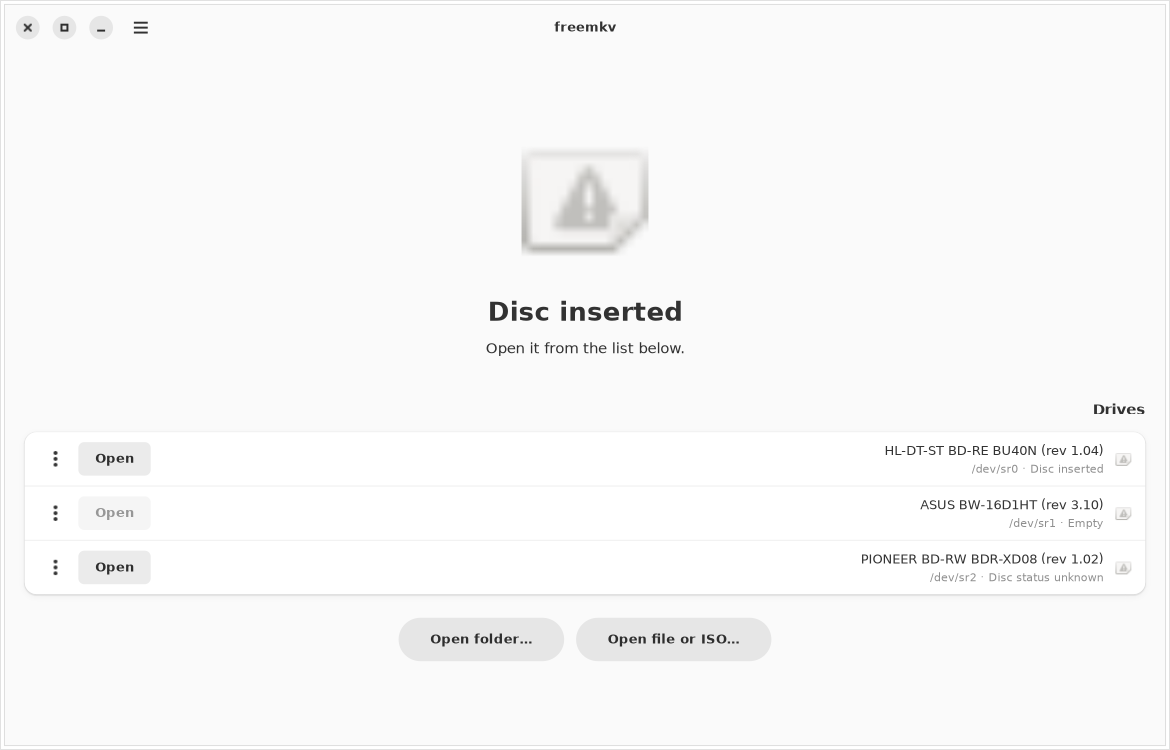 freemkv
Disc inserted
Open it from the list below.
Drives
HL-DT-ST BD-RE BU40N (rev 1.04)
/dev/sr0 · Disc inserted
Open
ASUS BW-16D1HT (rev 3.10)
/dev/sr1 · Empty
Open
PIONEER BD-RW BDR-XD08 (rev 1.02)
/dev/sr2 · Disc status unknown
Open
Open folder…
Open file or ISO…